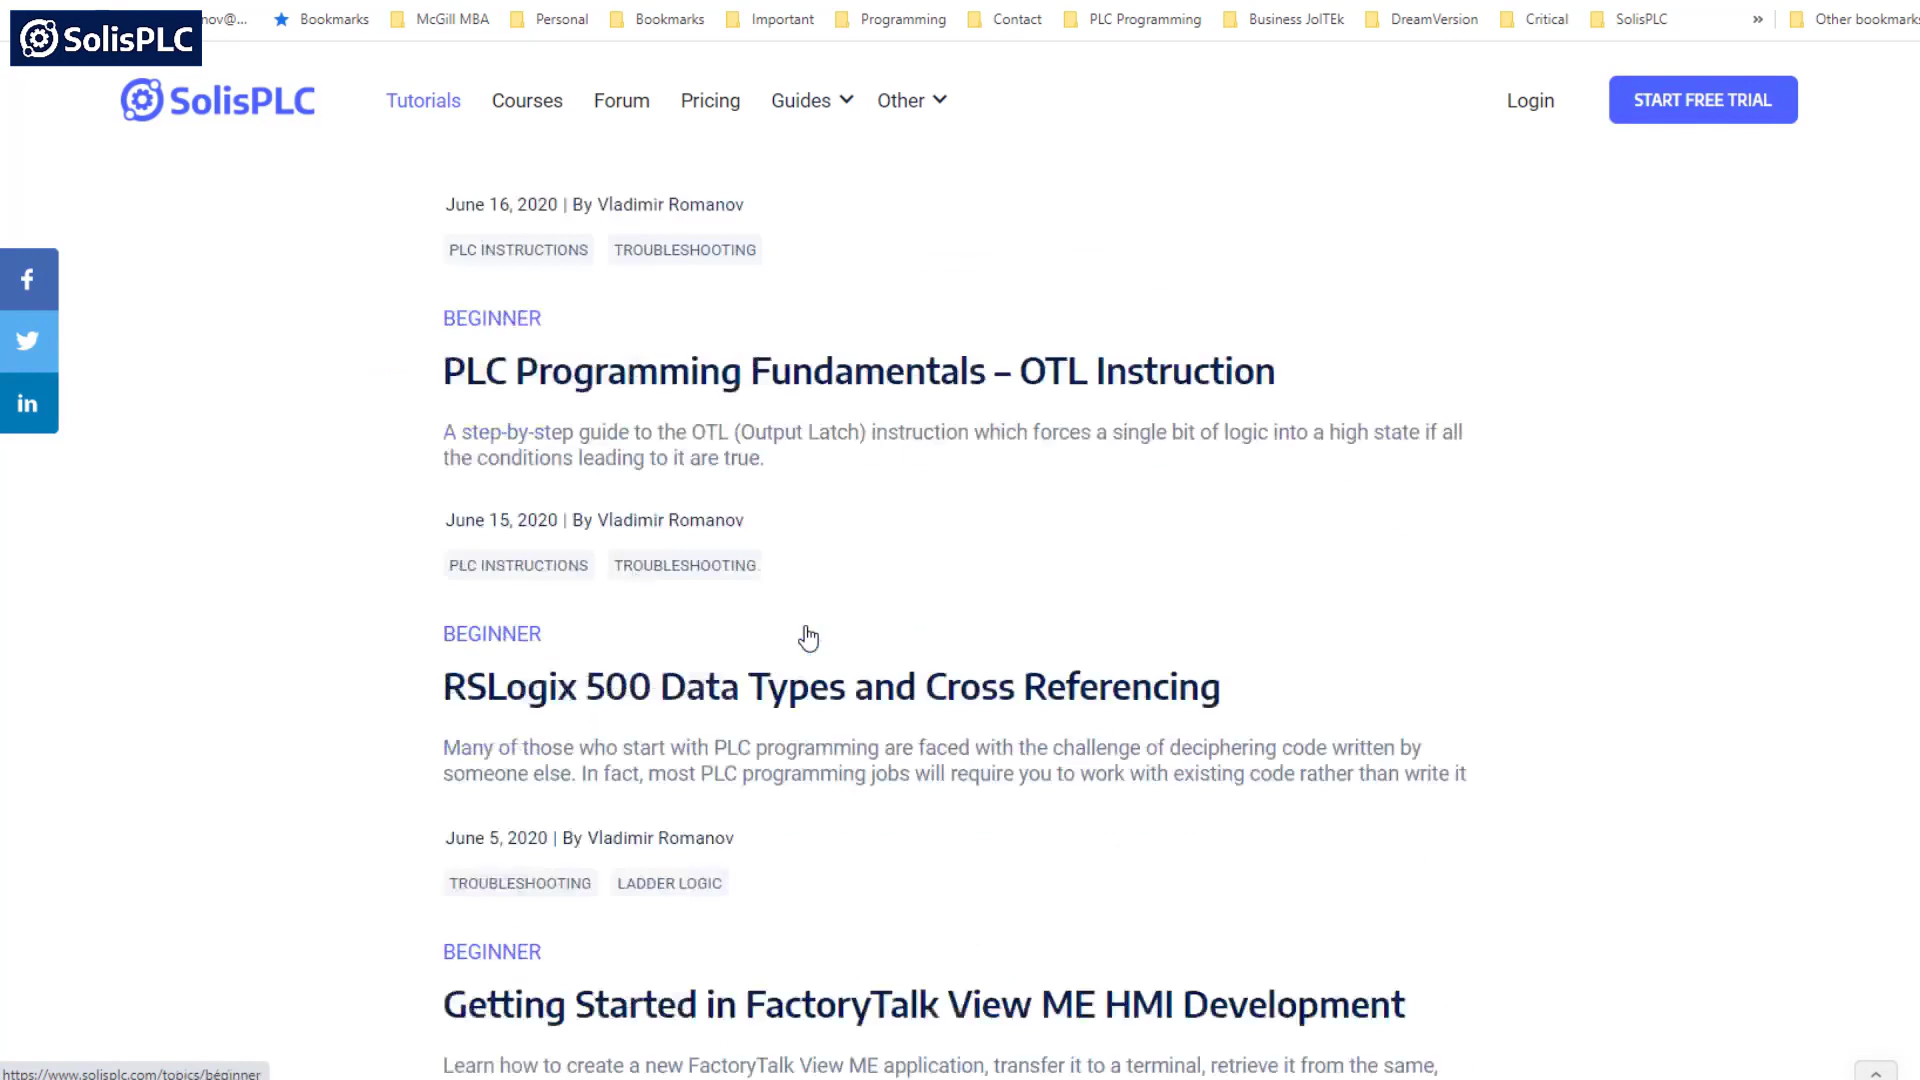 SolisPLC
nov@... Bookmarks McGill MBA Personal Bookmarks Important Programming Contact PLC Programming Business JolTEk DreamVersion Critical SolisPLC » Other bookmarks
SolisPLC Tutorials Courses Forum Pricing Guides Other Login START FREE TRIAL
June 16, 2020 | By Vladimir Romanov
PLC INSTRUCTIONS TROUBLESHOOTING
BEGINNER
PLC Programming Fundamentals – OTL Instruction
A step-by-step guide to the OTL (Output Latch) instruction which forces a single bit of logic into a high state if all
the conditions leading to it are true.
June 15, 2020 | By Vladimir Romanov
PLC INSTRUCTIONS TROUBLESHOOTING
BEGINNER
RSLogix 500 Data Types and Cross Referencing
Many of those who start with PLC programming are faced with the challenge of deciphering code written by
someone else. In fact, most PLC programming jobs will require you to work with existing code rather than write it
June 5, 2020 | By Vladimir Romanov
TROUBLESHOOTING LADDER LOGIC
BEGINNER
Getting Started in FactoryTalk View ME HMI Development
Learn how to create a new FactoryTalk View ME application, transfer it to a terminal, retrieve it from the same,
https://www.solisplc.com/topics/beginner